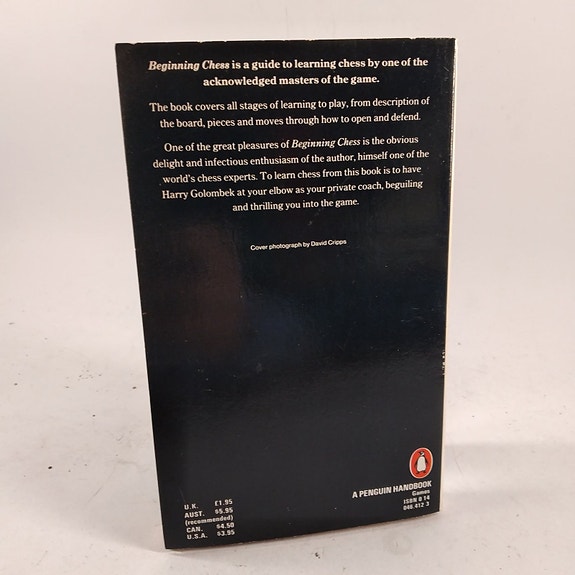 Beginning Chess is a guide to learning chess by one of the
acknowledged masters of the game.
The book covers all stages of learning to play, from description of
the board, pieces and moves through how to open and defend.
One of the great pleasures of Beginning Chess is the obvious
delight and infectious enthusiasm of the author, himself one of the
world's chess experts. To learn chess from this book is to have
Harry Golombek at your elbow as your private coach, beguiling
and thrilling you into the game.
Cover photograph by David Cripps
U.K. £1.95
AUST. $5.95
(recommended)
CAN. $4.50
U.S.A. $3.95
A PENGUIN HANDBOOK
Games
ISBN 0 14
046 412 3